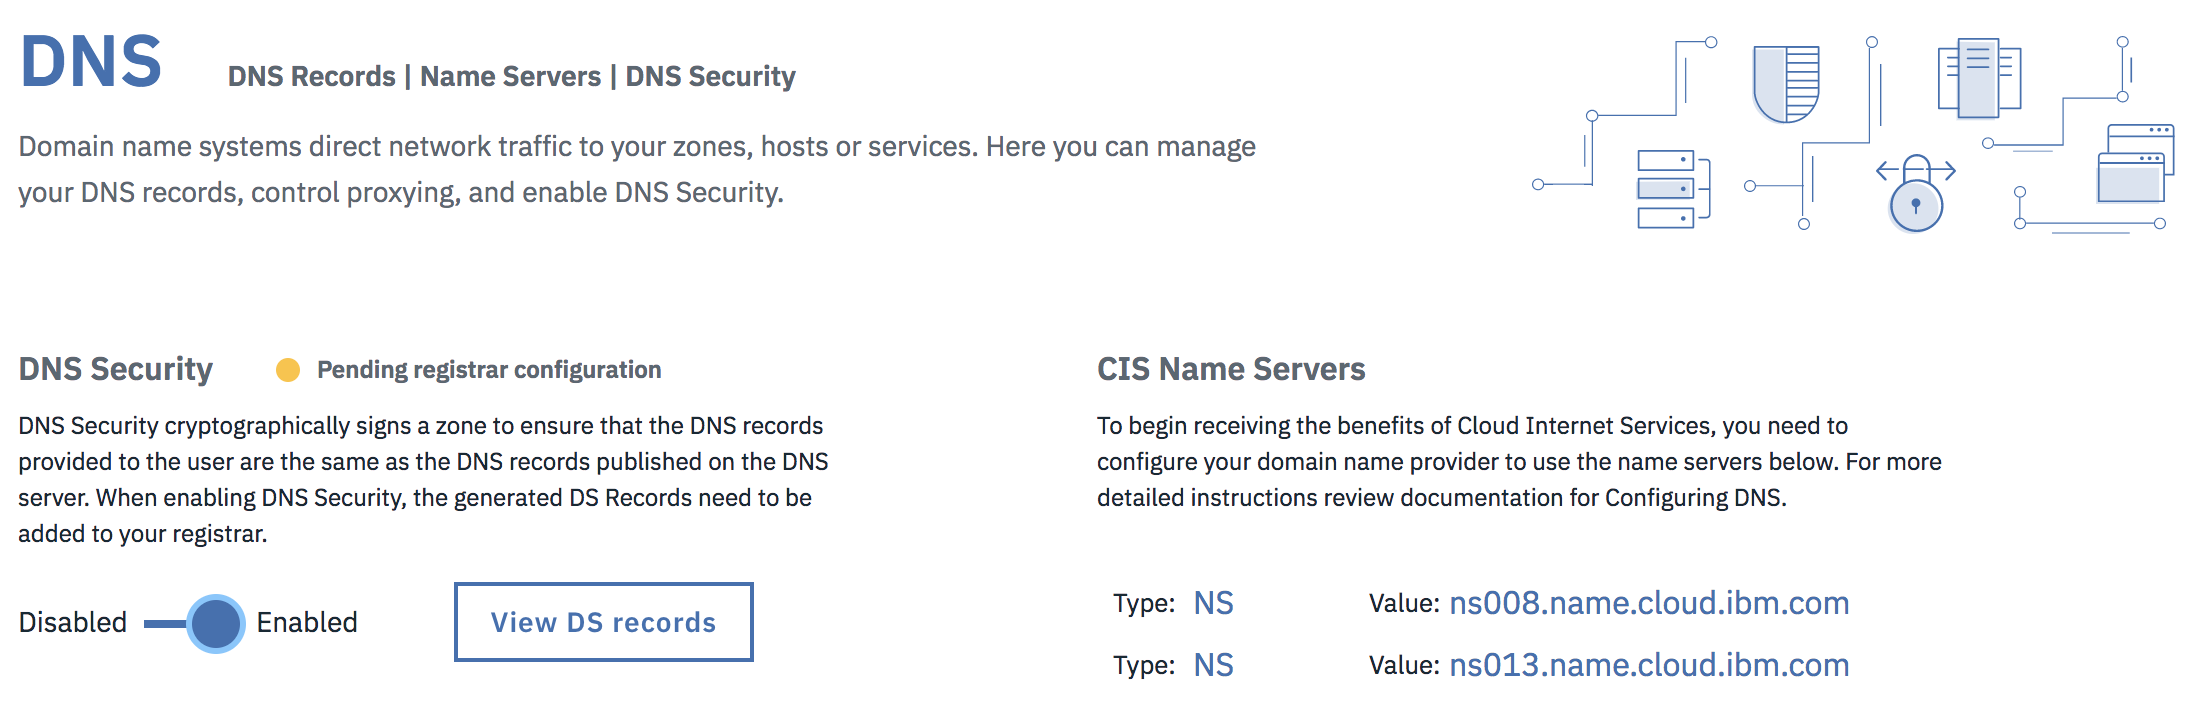 DNS
DNS Records | Name Servers | DNS Security
Domain name systems direct network traffic to your zones, hosts or services. Here you can manage
your DNS records, control proxying, and enable DNS Security.
DNS Security
Pending registrar configuration
DNS Security cryptographically signs a zone to ensure that the DNS records
provided to the user are the same as the DNS records published on the DNS
server. When enabling DNS Security, the generated DS Records need to be
added to your registrar.
Disabled
Enabled
View DS records
CIS Name Servers
To begin receiving the benefits of Cloud Internet Services, you need to
configure your domain name provider to use the name servers below. For more
detailed instructions review documentation for Configuring DNS.
Type: NS Value: ns008.name.cloud.ibm.com
Type: NS Value: ns013.name.cloud.ibm.com